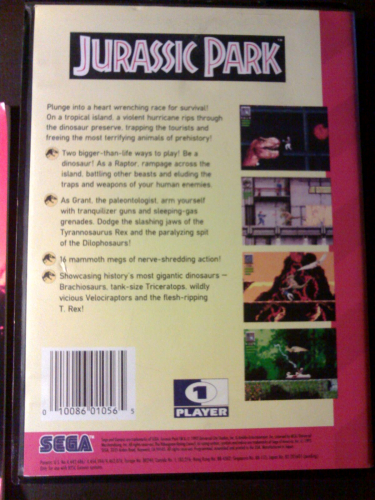 JURASSIC PARK
Plunge into a heart wrenching race for survival!
On a tropical island, a violent hurricane rips through
the dinosaur preserve, trapping the tourists and
freeing the most terrifying animals of prehistory!
Two bigger-than-life ways to play! Be a
dinosaur! As a Raptor, rampage across the
island, battling other beasts and eluding the
traps and weapons of your human enemies.
As Grant, the paleontologist, arm yourself
with tranquilizer guns and sleeping-gas
grenades. Dodge the slashing jaws of the
Tyrannosaurus Rex and the paralyzing spit
of the Dilophosaurs!
16 mammoth megs of nerve-shredding action!
Showcasing history's most gigantic dinosaurs —
Brachiosaurs, tank-size Triceratops, wildly
vicious Velociraptors and the flesh-ripping
T. Rex!
0 10086 01056 5
1
PLAYER
SEGA